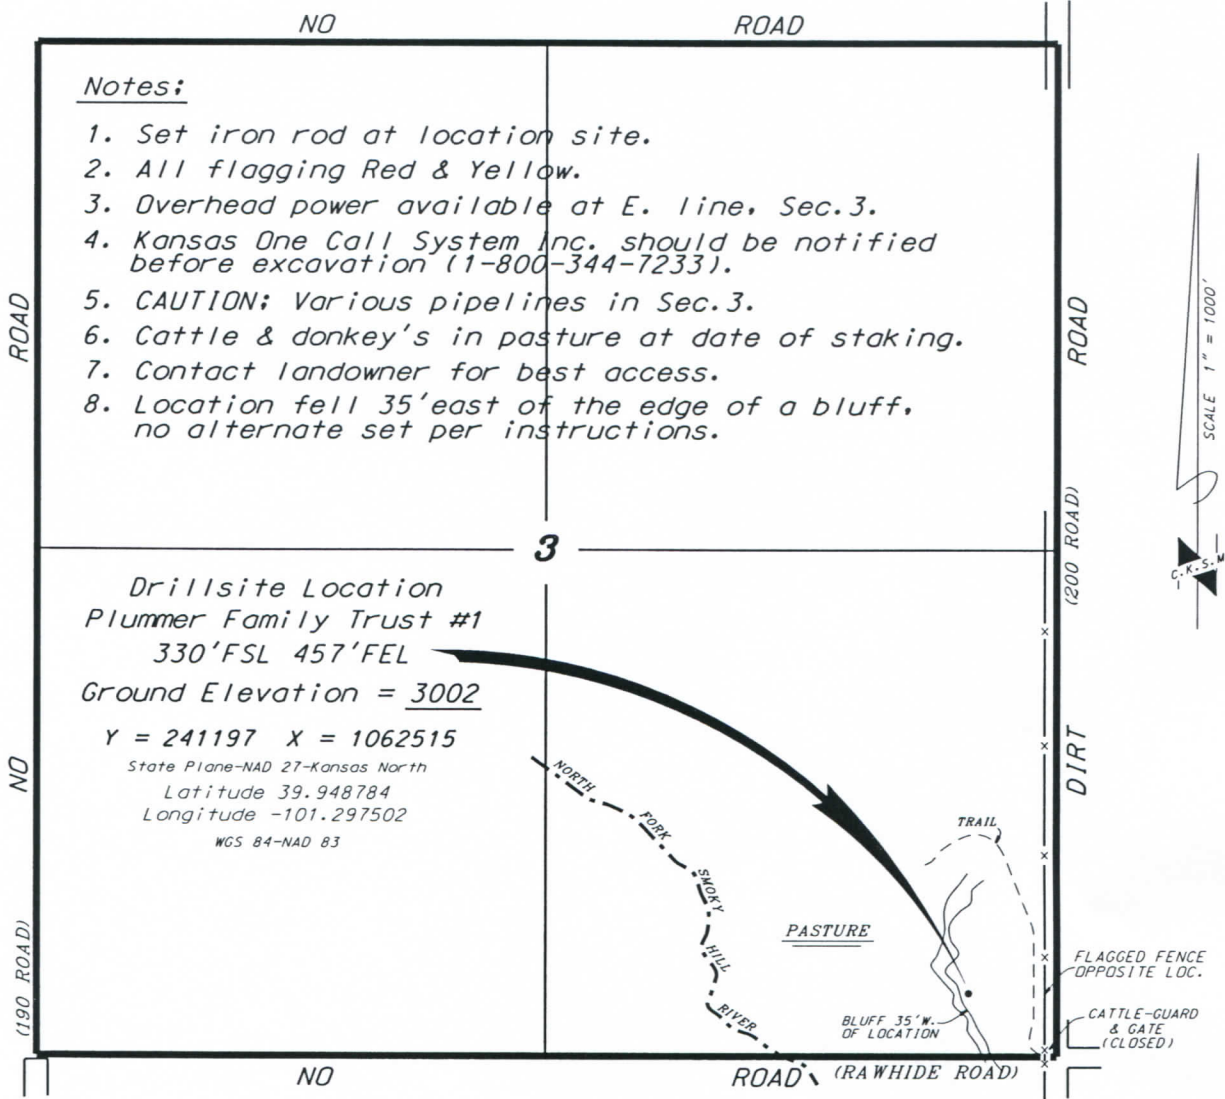 NO ROAD
Notes:
1. Set iron rod at location site.
2. All flagging Red & Yellow.
3. Overhead power available at E. line, Sec.3.
4. Kansas One Call System Inc. should be notified
before excavation (1-800-344-7233).
5. CAUTION: Various pipelines in Sec.3.
6. Cattle & donkey's in pasture at date of staking.
7. Contact landowner for best access.
8. Location fell 35'east of the edge of a bluff,
no alternate set per instructions.
ROAD
ROAD
SCALE 1" = 1000'
(200 ROAD)
3
C.K.S.M
Drillsite Location
Plummer Family Trust #1
330'FSL 457'FEL
Ground Elevation = 3002
Y = 241197 X = 1062515
State Plane-NAD 27-Kansas North
Latitude 39.948784
Longitude -101.297502
WGS 84-NAD 83
NO
DIRT
NORTH
FORK
SMOKY
HILL
RIVER
TRAIL
PASTURE
(190 ROAD)
BLUFF 35'W.
OF LOCATION
FLAGGED FENCE
OPPOSITE LOC.
CATTLE-GUARD
& GATE
(CLOSED)
NO ROAD (RAWHIDE ROAD)